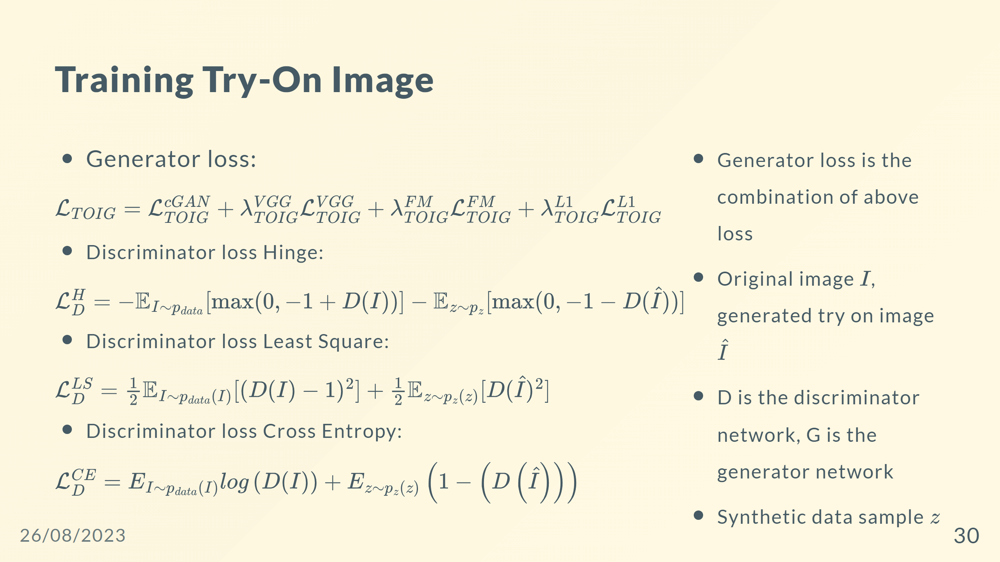 Training Try-On Image
• Generator loss:
$\mathcal{L}_{TOIG} = \mathcal{L}_{TOIG}^{cGAN} + \lambda_{TOIG}^{VGG}\mathcal{L}_{TOIG}^{VGG} + \lambda_{TOIG}^{FM}\mathcal{L}_{TOIG}^{FM} + \lambda_{TOIG}^{L1}\mathcal{L}_{TOIG}^{L1}$
• Discriminator loss Hinge:
$\mathcal{L}_{D}^{H} = -\mathbb{E}_{I \sim p_{data}}[\max(0, -1 + D(I))] - \mathbb{E}_{z \sim p_z}[\max(0, -1 - D(\hat{I}))]$
• Discriminator loss Least Square:
$\mathcal{L}_{D}^{LS} = \frac{1}{2}\mathbb{E}_{I \sim p_{data}(I)}[(D(I) - 1)^2] + \frac{1}{2}\mathbb{E}_{z \sim p_z(z)}[D(\hat{I})^2]$
• Discriminator loss Cross Entropy:
$\mathcal{L}_{D}^{CE} = E_{I \sim p_{data}(I)} log\left(D(I)\right) + E_{z \sim p_z(z)}\left(1 - \left(D\left(\hat{I}\right)\right)\right)$
• Generator loss is the
combination of above
loss
• Original image $I$,
generated try on image
$\hat{I}$
• D is the discriminator
network, G is the
generator network
• Synthetic data sample $z$
26/08/2023
30